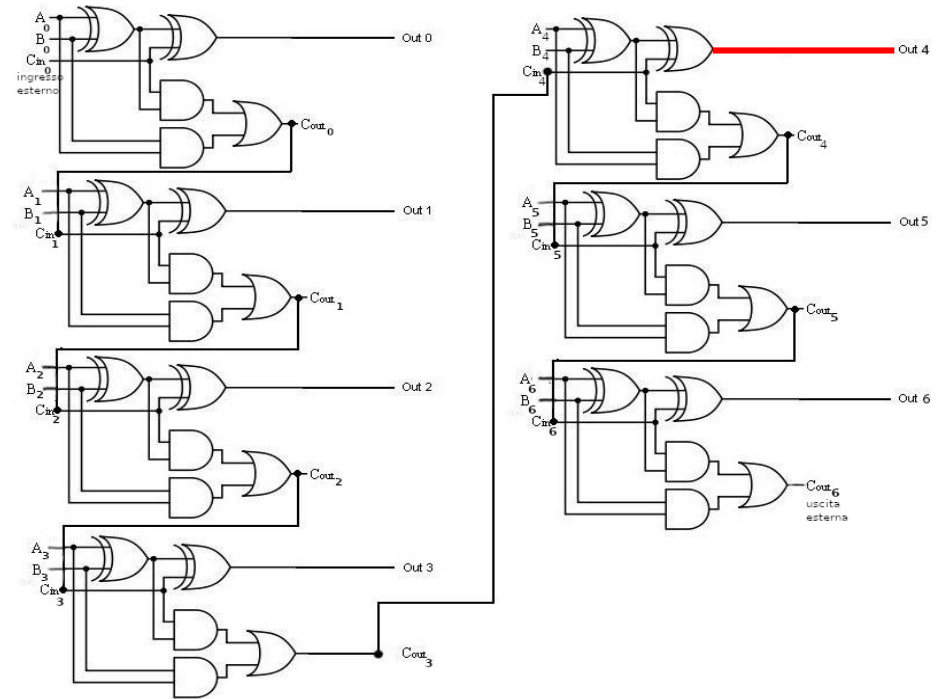 A0
B0
Cin0
ingresso
esterno
Out 0
Cout0
A1
B1
Cin1
Out 1
Cout1
A2
B2
Cin2
Out 2
Cout2
A3
B3
Cin3
Out 3
Cout3
A4
B4
Cin4
Out 4
Cout4
A5
B5
Cin5
Out 5
Cout5
A6
B6
Cin6
Out 6
Cout6
uscita
esterna